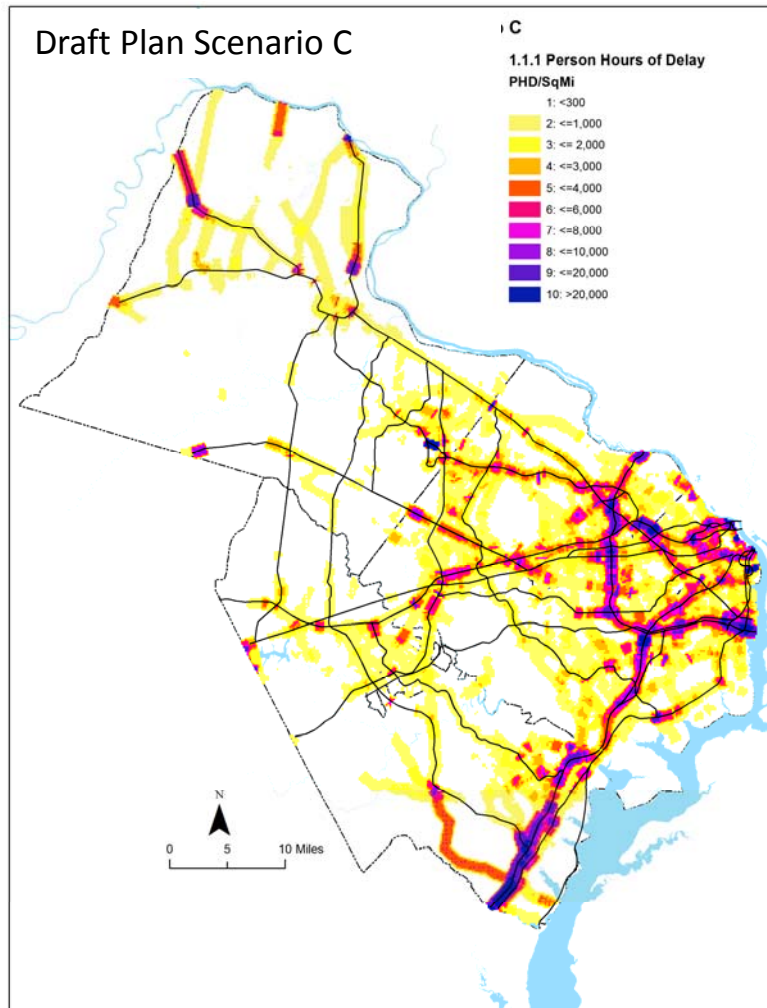 Draft Plan Scenario C
C
1.1.1 Person Hours of Delay
PHD/SqMi
1: <300
2: <=1,000
3: <= 2,000
4: <=3,000
5: <=4,000
6: <=6,000
7: <=8,000
8: <=10,000
9: <=20,000
10: >20,000
N
0 5 10 Miles